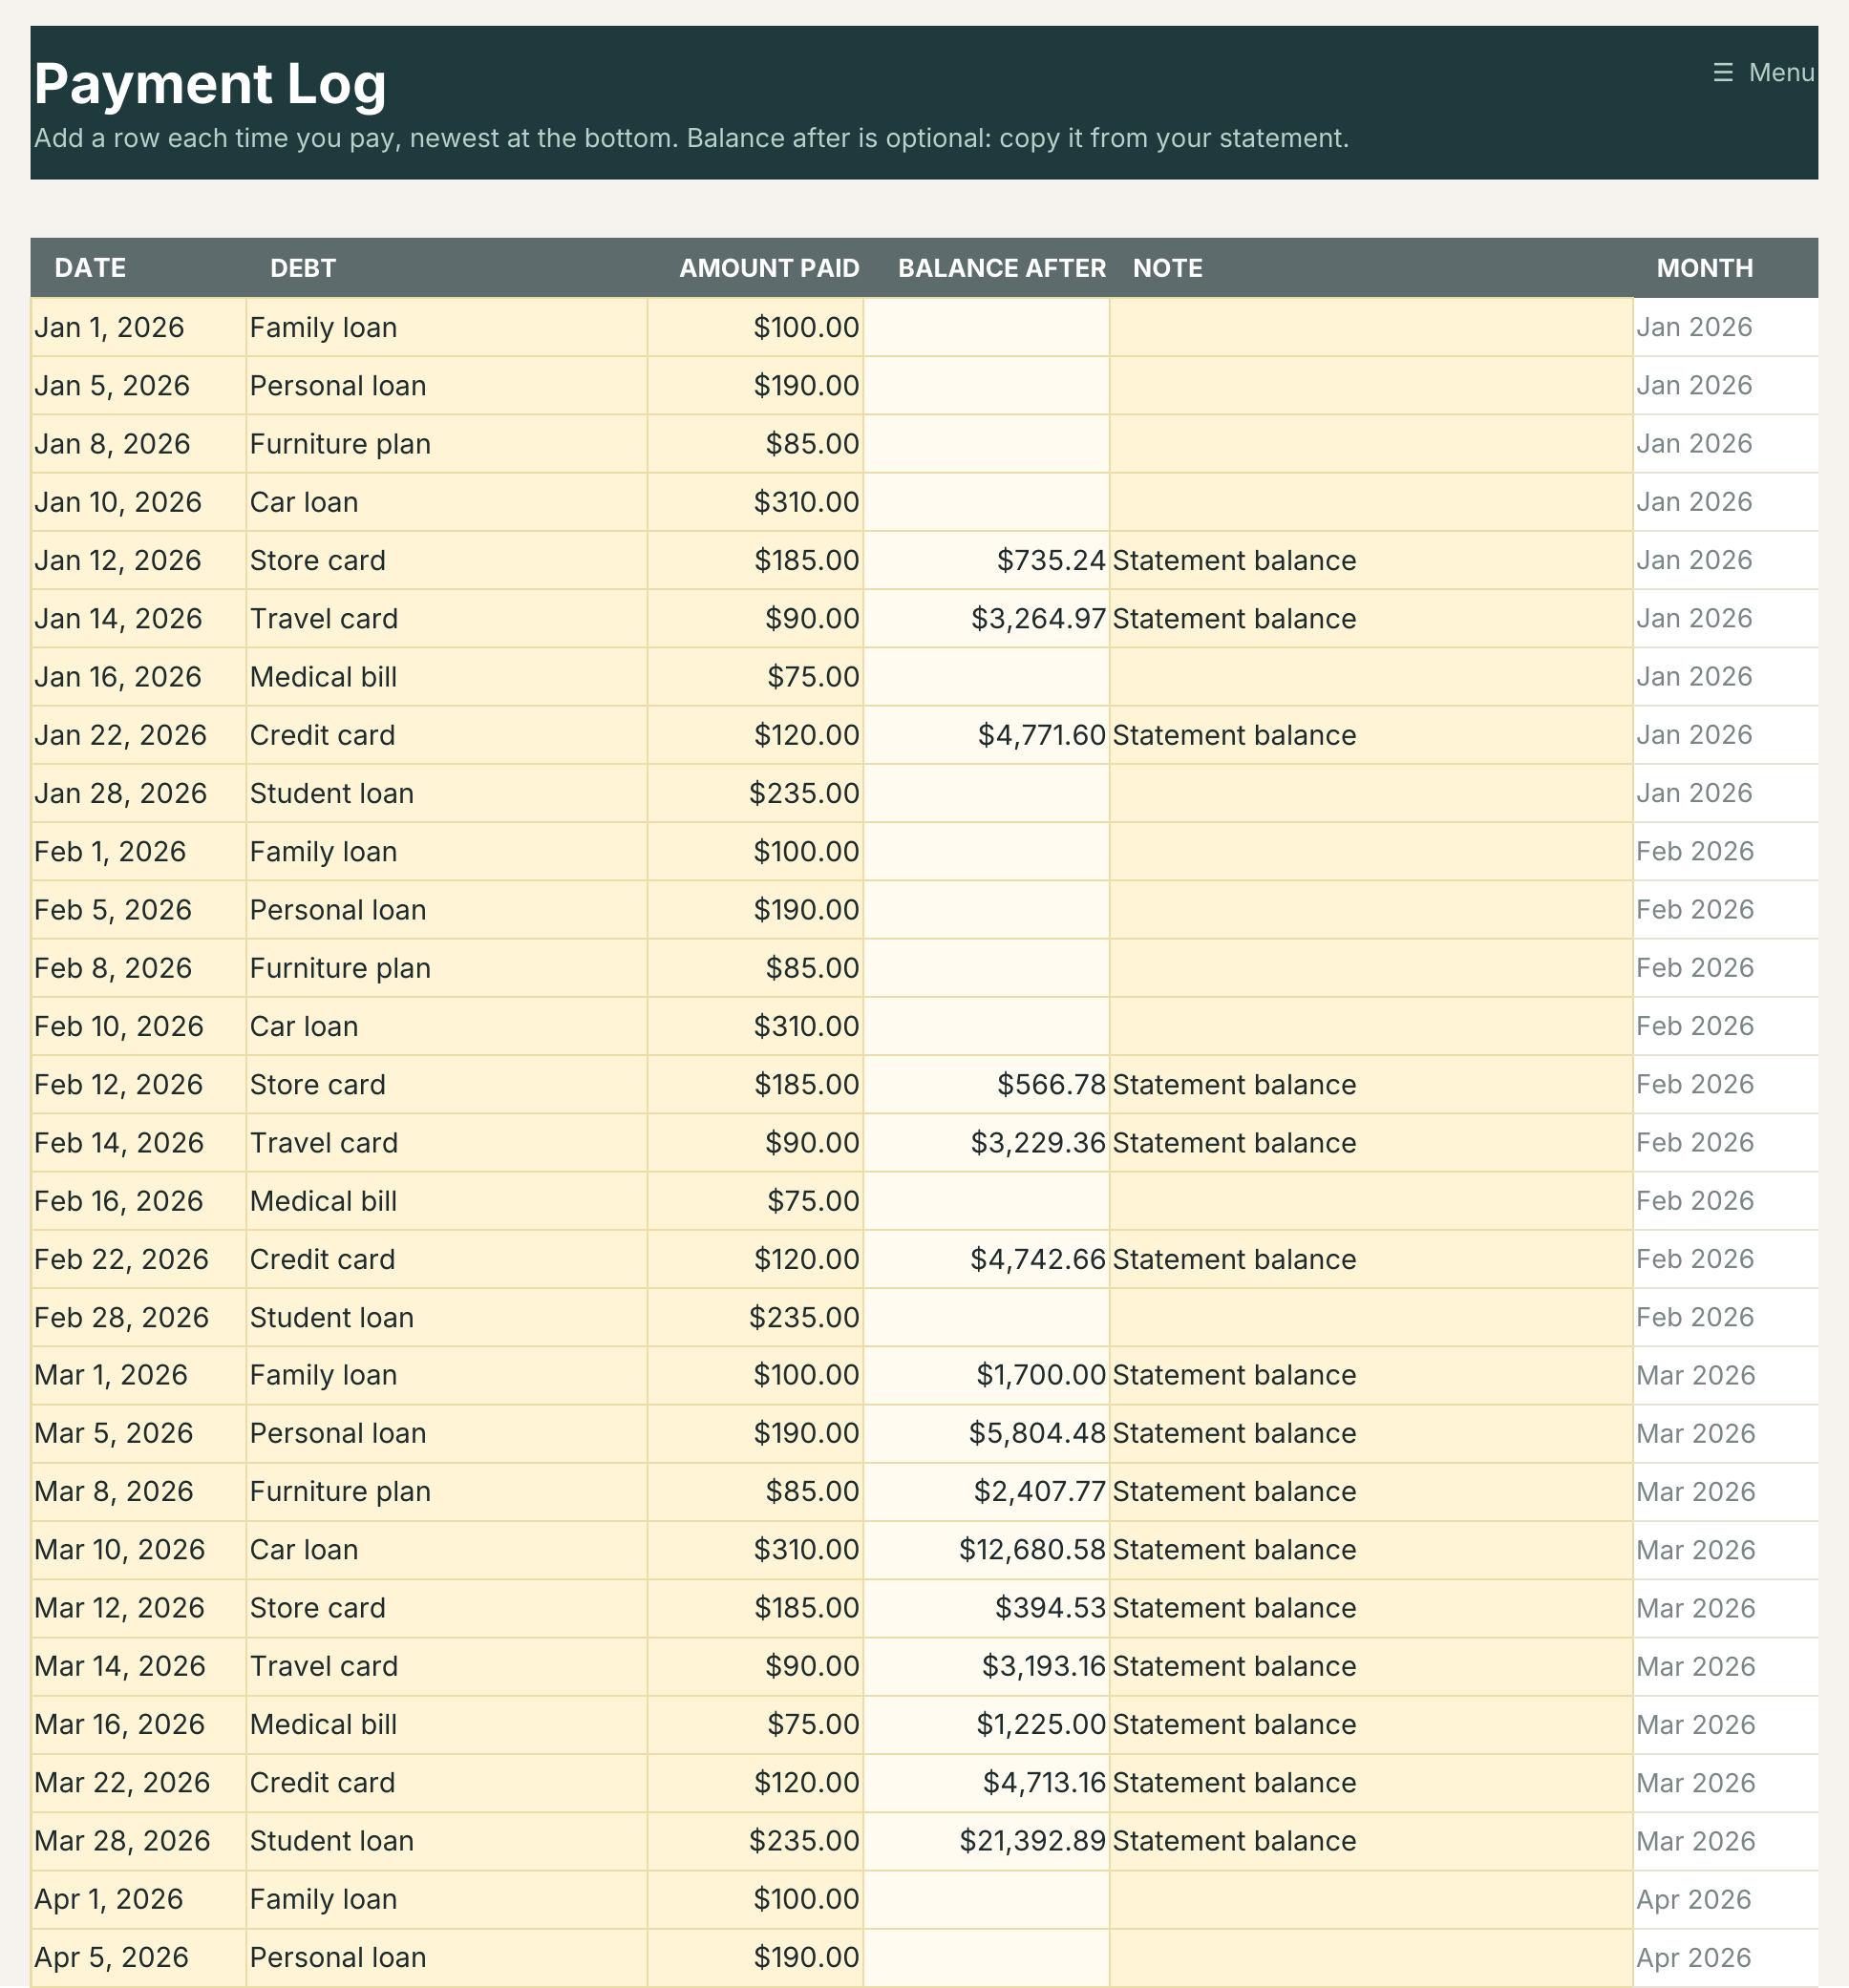 Payment Log
☰ Menu
Add a row each time you pay, newest at the bottom. Balance after is optional: copy it from your statement.
DATE DEBT AMOUNT PAID BALANCE AFTER NOTE MONTH
Jan 1, 2026 Family loan $100.00 Jan 2026
Jan 5, 2026 Personal loan $190.00 Jan 2026
Jan 8, 2026 Furniture plan $85.00 Jan 2026
Jan 10, 2026 Car loan $310.00 Jan 2026
Jan 12, 2026 Store card $185.00 $735.24 Statement balance Jan 2026
Jan 14, 2026 Travel card $90.00 $3,264.97 Statement balance Jan 2026
Jan 16, 2026 Medical bill $75.00 Jan 2026
Jan 22, 2026 Credit card $120.00 $4,771.60 Statement balance Jan 2026
Jan 28, 2026 Student loan $235.00 Jan 2026
Feb 1, 2026 Family loan $100.00 Feb 2026
Feb 5, 2026 Personal loan $190.00 Feb 2026
Feb 8, 2026 Furniture plan $85.00 Feb 2026
Feb 10, 2026 Car loan $310.00 Feb 2026
Feb 12, 2026 Store card $185.00 $566.78 Statement balance Feb 2026
Feb 14, 2026 Travel card $90.00 $3,229.36 Statement balance Feb 2026
Feb 16, 2026 Medical bill $75.00 Feb 2026
Feb 22, 2026 Credit card $120.00 $4,742.66 Statement balance Feb 2026
Feb 28, 2026 Student loan $235.00 Feb 2026
Mar 1, 2026 Family loan $100.00 $1,700.00 Statement balance Mar 2026
Mar 5, 2026 Personal loan $190.00 $5,804.48 Statement balance Mar 2026
Mar 8, 2026 Furniture plan $85.00 $2,407.77 Statement balance Mar 2026
Mar 10, 2026 Car loan $310.00 $12,680.58 Statement balance Mar 2026
Mar 12, 2026 Store card $185.00 $394.53 Statement balance Mar 2026
Mar 14, 2026 Travel card $90.00 $3,193.16 Statement balance Mar 2026
Mar 16, 2026 Medical bill $75.00 $1,225.00 Statement balance Mar 2026
Mar 22, 2026 Credit card $120.00 $4,713.16 Statement balance Mar 2026
Mar 28, 2026 Student loan $235.00 $21,392.89 Statement balance Mar 2026
Apr 1, 2026 Family loan $100.00 Apr 2026
Apr 5, 2026 Personal loan $190.00 Apr 2026